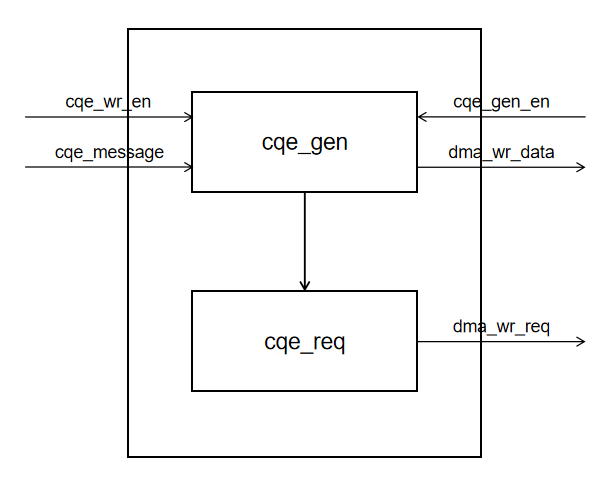 cqe_wr_en
cqe_gen_en
cqe_gen
cqe_message
dma_wr_data
dma_wr_req
cqe_req